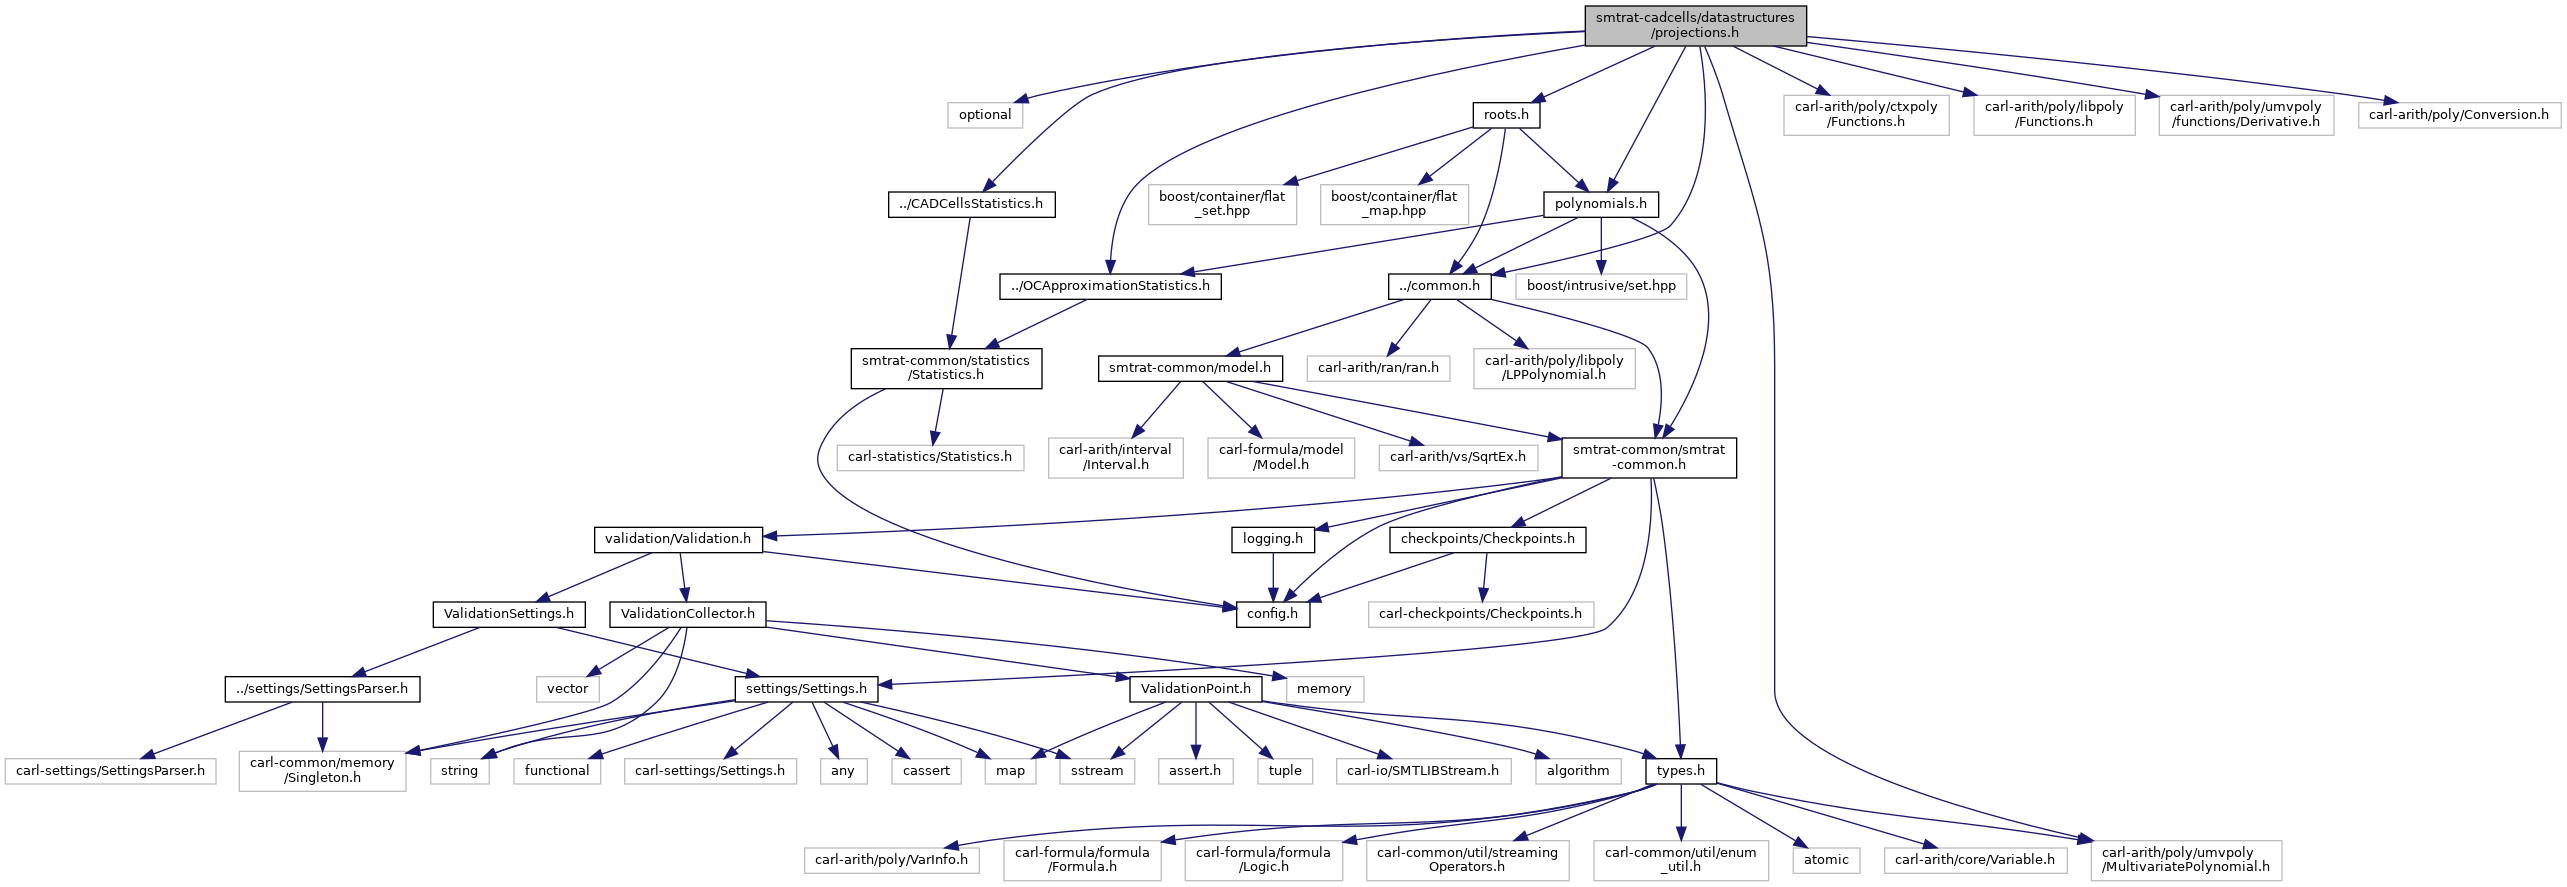 smtrat-cadcells/datastructures
/projections.h
optional
roots.h
carl-arith/poly/ctxpoly
/Functions.h
carl-arith/poly/libpoly
/Functions.h
carl-arith/poly/umvpoly
/functions/Derivative.h
carl-arith/poly/Conversion.h
../CADCellsStatistics.h
boost/container/flat
_set.hpp
boost/container/flat
_map.hpp
polynomials.h
../OCApproximationStatistics.h
../common.h
boost/intrusive/set.hpp
smtrat-common/statistics
/Statistics.h
smtrat-common/model.h
carl-arith/ran/ran.h
carl-arith/poly/libpoly
/LPPolynomial.h
carl-statistics/Statistics.h
carl-arith/interval
/Interval.h
carl-formula/model
/Model.h
carl-arith/vs/SqrtEx.h
smtrat-common/smtrat
-common.h
validation/Validation.h
logging.h
checkpoints/Checkpoints.h
ValidationSettings.h
ValidationCollector.h
config.h
carl-checkpoints/Checkpoints.h
../settings/SettingsParser.h
vector
settings/Settings.h
ValidationPoint.h
memory
carl-settings/SettingsParser.h
carl-common/memory
/Singleton.h
string
functional
carl-settings/Settings.h
any
cassert
map
sstream
assert.h
tuple
carl-io/SMTLIBStream.h
algorithm
types.h
carl-arith/poly/VarInfo.h
carl-formula/formula
/Formula.h
carl-formula/formula
/Logic.h
carl-common/util/streaming
Operators.h
carl-common/util/enum
_util.h
atomic
carl-arith/core/Variable.h
carl-arith/poly/umvpoly
/MultivariatePolynomial.h